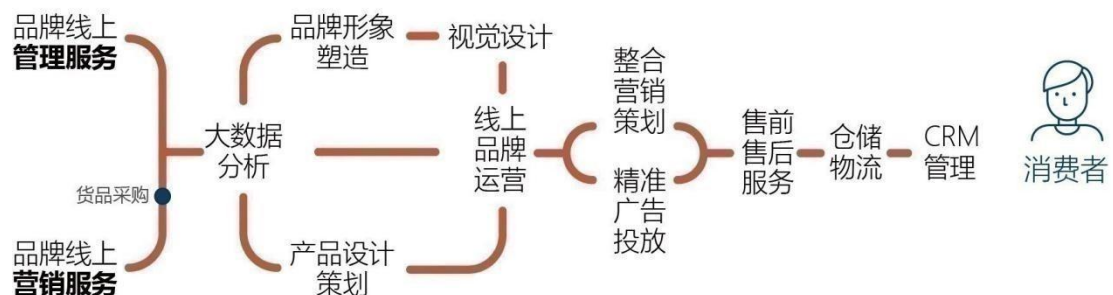 品牌线上
管理服务
货品采购
品牌线上
营销服务
大数据
分析
品牌形象
塑造
视觉设计
产品设计
策划
线上
品牌
运营
整合
营销
策划
精准
广告
投放
售前
售后
服务
仓储
物流
CRM
管理
消费者